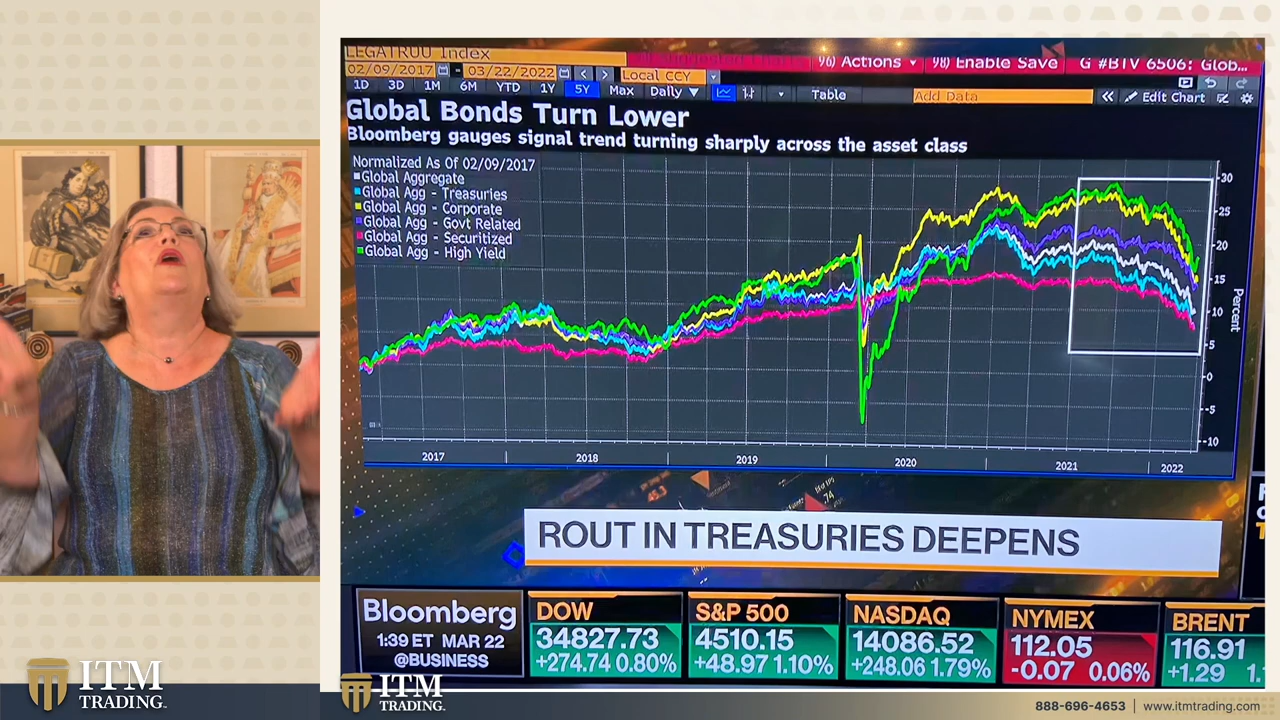 LEGATRUU Index
96) Actions
98) Enable Save
G #BTV 6506: Glob...
02/09/2017 - 03/22/2022
Local CCY
1D 3D 1M 6M YTD 1Y 5Y Max Daily
Table
Add Data
Edit Chart
Global Bonds Turn Lower
Bloomberg gauges signal trend turning sharply across the asset class
Normalized As Of 02/09/2017
Global Aggregate
Global Agg - Treasuries
Global Agg - Corporate
Global Agg - Govt Related
Global Agg - Securitized
Global Agg - High Yield
30
25
20
15
10
5
0
-5
-10
Percent
2017 2018 2019 2020 2021 2022
ROUT IN TREASURIES DEEPENS
Bloomberg
1:39 ET MAR 22
@BUSINESS
DOW
34827.73
+274.74 0.80%
S&P 500
4510.15
+48.97 1.10%
NASDAQ
14086.52
+248.06 1.79%
NYMEX
112.05
-0.07 0.06%
BRENT
116.91
+1.29 1.
ITM
TRADING
ITM
TRADING
888-696-4653 | www.itmtrading.com